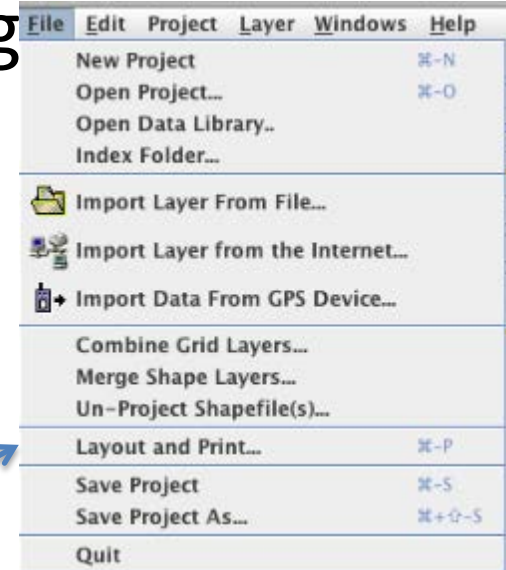 g
File Edit Project Layer Windows Help
New Project ⌘-N
Open Project... ⌘-O
Open Data Library..
Index Folder...
Import Layer From File...
Import Layer from the Internet...
Import Data From GPS Device...
Combine Grid Layers...
Merge Shape Layers...
Un-Project Shapefile(s)...
Layout and Print... ⌘-P
Save Project ⌘-S
Save Project As... ⌘+⇧-S
Quit